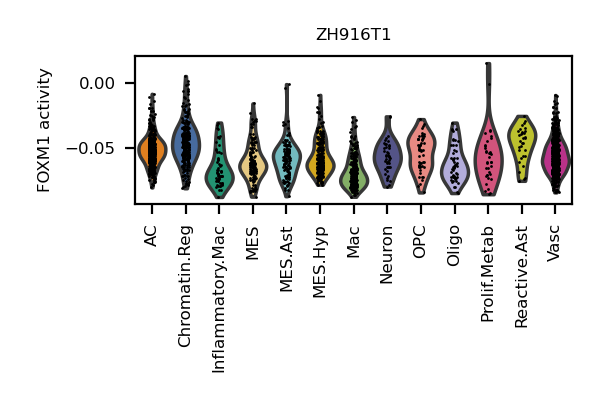 ZH916T1
FOXM1 activity
0.00
−0.05
AC
Chromatin.Reg
Inflammatory.Mac
MES
MES.Ast
MES.Hyp
Mac
Neuron
OPC
Oligo
Prolif.Metab
Reactive.Ast
Vasc